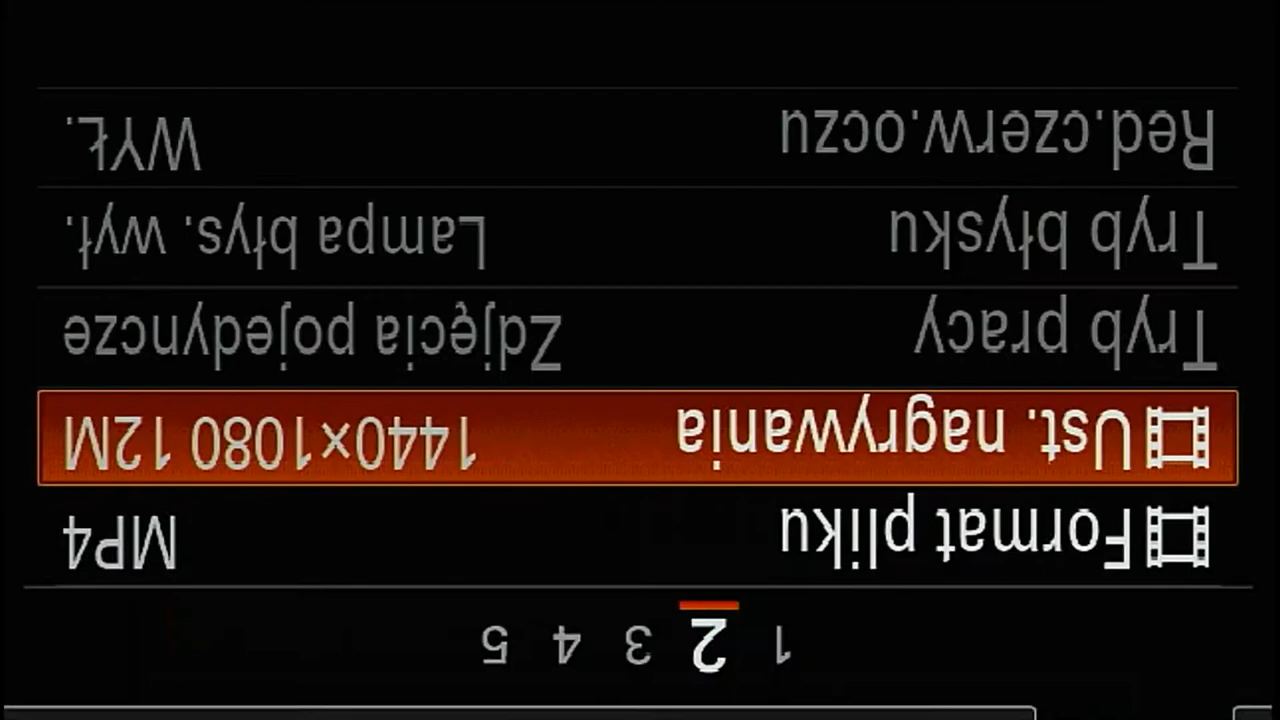 1 2 3 4 5
Format pliku MP4
Ust. nagrywania 1440×1080 12M
Tryb pracy Zdjęcia pojedyncze
Tryb błysku Lampa błys. wył.
Red.czerw.oczu WYŁ.